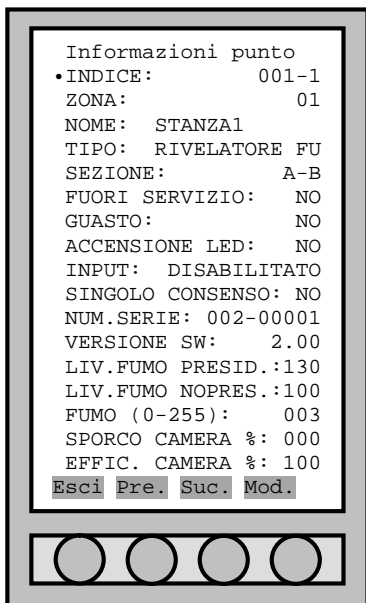 Informazioni punto
•INDICE: 001-1
ZONA: 01
NOME: STANZA1
TIPO: RIVELATORE FU
SEZIONE: A-B
FUORI SERVIZIO: NO
GUASTO: NO
ACCENSIONE LED: NO
INPUT: DISABILITATO
SINGOLO CONSENSO: NO
NUM.SERIE: 002-00001
VERSIONE SW: 2.00
LIV.FUMO PRESID.:130
LIV.FUMO NOPRES.:100
FUMO (0-255): 003
SPORCO CAMERA %: 000
EFFIC. CAMERA %: 100
Esci Pre. Suc. Mod.